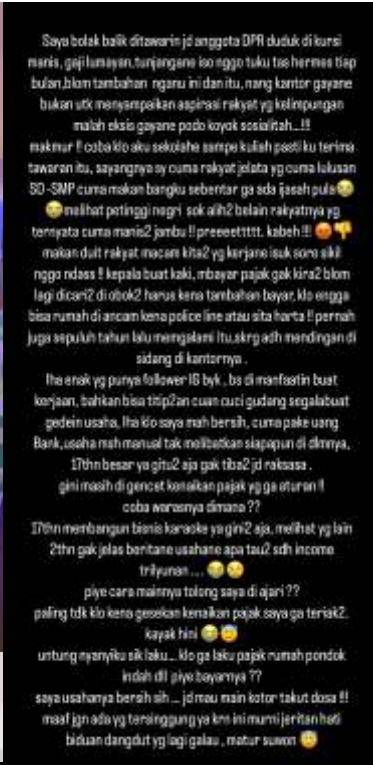 Saya bolak balik ditawarin jd anggota DPR duduk di kursi
manis, gaji lumayan,tunjangane iso nggo tuku tas hermes tiap
bulan,blom tambahan nganu ini dan itu, nang kantor gayane
bukan utk menyampaikan aspirasi rakyat yg kelimpungan
malah eksis gayane podo koyok sosialitah...!!!
makmur !! coba klo aku sekolahe sampe kuliah pasti ku terima
tawaran itu, sayangnya sy cuma rakyat jelata yg cuma lulusan
SD -SMP cuma makan bangku sebentar ga ada ijasah pula😅
😅melihat petinggi negri sok alih2 belain rakyatnya yg
ternyata cuma manis2 jambu !! preeeettttt. kabeh !!! 😡👎
makan duit rakyat macam kita2 yg kerjane isuk sore sikil
nggo ndass !! kepala buat kaki, mbayar pajak gak kira2 blom
lagi dicari2 di obok2 harus kena tambahan bayar, klo engga
bisa rumah di ancam kena police line atau sita harta !! pernah
juga sepuluh tahun lalu mengalami itu,skrg adh mendingan di
sidang di kantornya .
lha enak yg punya follower IG byk , bs di manfaatin buat
kerjaan, bahkan bisa titip2an cuan cuci gudang segalabuat
gedein usaha, lha klo saya mah bersih, cuma pake uang
Bank,usaha msh manual tak melibatkan siapapun di dlmnya,
17thn besar ya gitu2 aja gak tiba2 jd raksasa .
gini masih di gencet kenaikan pajak yg ga aturan !!
coba warasnya dimana ??
17thn membangun bisnis karaoke ya gini2 aja, melihat yg lain
2thn gak jelas beritane usahane apa tau2 sdh income
trilyunan .... 😅😅
piye cara mainnya tolong saya di ajari ??
paling tdk klo kena gesekan kenaikan pajak saya ga teriak2.
kayak hini 😅😇
untung nyanyiku sik laku... klo ga laku pajak rumah pondok
indah dll piye bayarnya ??
saya usahanya bersih sih ... jd mau main kotor takut dosa !!!
maaf jgn ada yg tersinggung ya krn ini murni jeritan hati
biduan dangdut yg lagi galau , matur suwon 😇